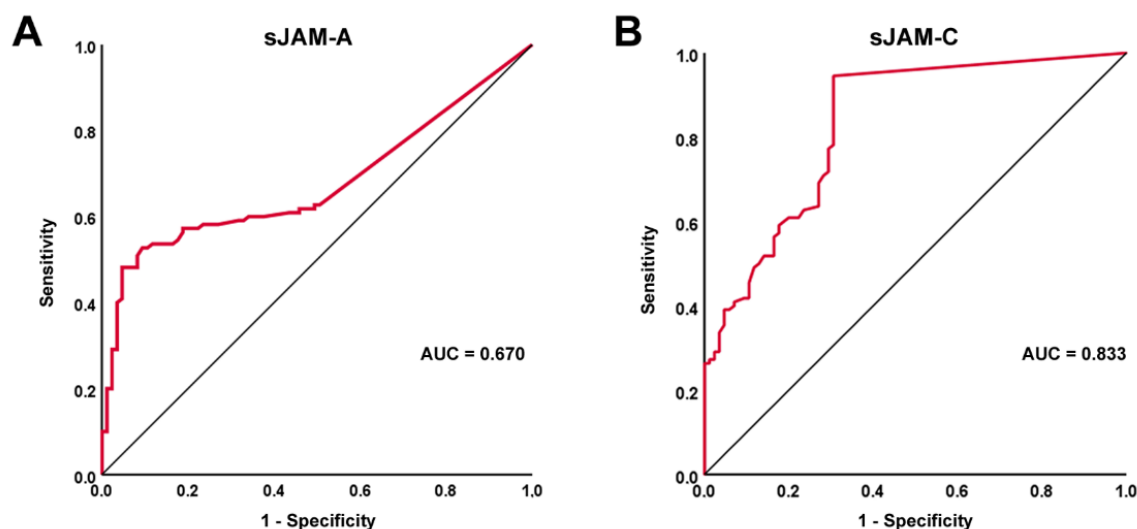 A
sJAM-A
1.0
0.8
0.6
0.4
0.2
0.0
Sensitivity
AUC = 0.670
0.0 0.2 0.4 0.6 0.8 1.0
1 - Specificity
B
sJAM-C
1.0
0.8
0.6
0.4
0.2
0.0
Sensitivity
AUC = 0.833
0.0 0.2 0.4 0.6 0.8 1.0
1 - Specificity